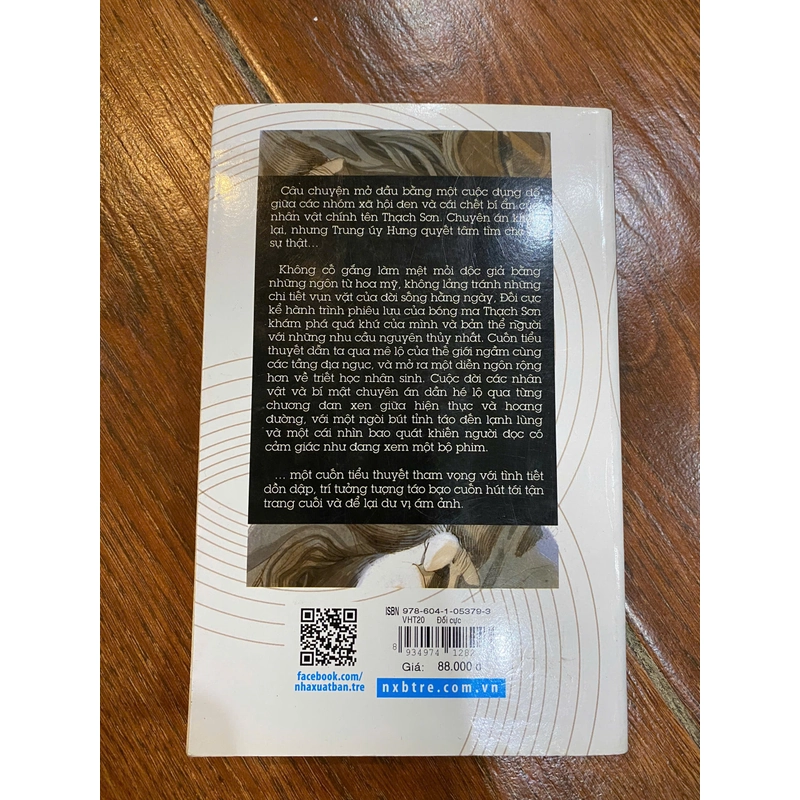 Câu chuyện mở đầu bằng một cuộc đụng độ
giữa các nhóm xã hội đen và cái chết bí ẩn của
nhân vật chính tên Thạch Sơn. Chuyên án
lại, nhưng Trung úy Hưng quyết tâm tìm cho
sự thật...
Không cố gắng làm mệt mỏi độc giả bằng
những ngôn từ hoa mỹ, không lảng tránh những
chi tiết vụn vặt của đời sống hằng ngày, Đối cực
kể hành trình phiêu lưu của bóng ma Thạch Sơn
khám phá quá khứ của mình và bản thể người
với những nhu cầu nguyên thủy nhất. Cuốn tiểu
thuyết dẫn ta qua mê lộ của thế giới ngầm cùng
các tầng địa ngục, và mở ra một diễn ngôn rộng
hơn về triết học nhân sinh. Cuộc đời các nhân
vật và bí mật chuyên án dần hé lộ qua từng
chương đan xen giữa hiện thực và hoang
đường, với một ngòi bút tỉnh táo đến lạnh lùng
và một cái nhìn bao quát khiến người đọc có
cảm giác như đang xem một bộ phim.
... một cuốn tiểu thuyết tham vọng với tình tiết
dồn dập, trí tưởng tượng táo bạo cuốn hút tới tận
trang cuối và để lại dư vị ám ảnh.
ISBN 978-604-1-05379-3
VHT20 Đối cực
8 934974 128
Giá: 88.000 đ
facebook.com/
nhaxuatban.tre
nxbtre.com.vn